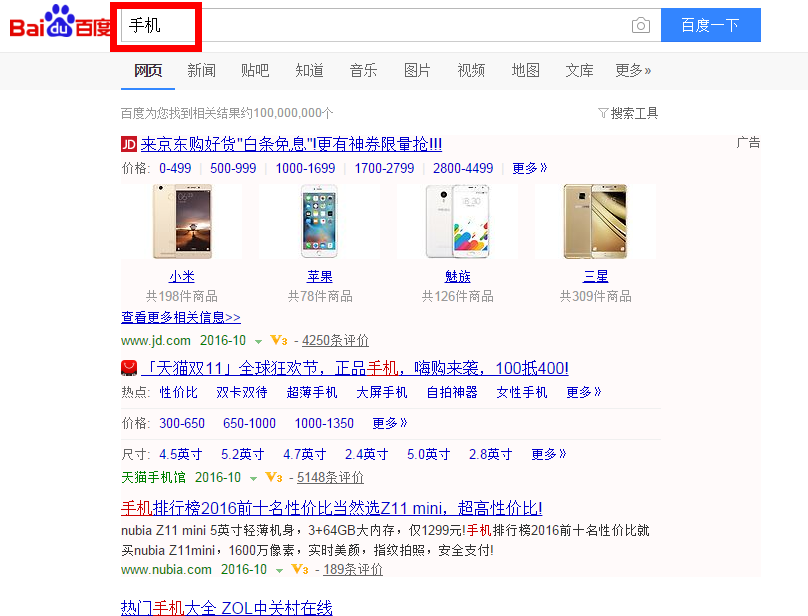 Bai du 百度 手机 百度一下
网页 新闻 贴吧 知道 音乐 图片 视频 地图 文库 更多»
百度为您找到相关结果约100,000,000个 搜索工具
JD 来京东购好货"白条免息"!更有神券限量抢!!! 广告
价格: 0-499 500-999 1000-1699 1700-2799 2800-4499 更多»
小米 苹果 魅族 三星
共198件商品 共78件商品 共126件商品 共309件商品
查看更多相关信息>>
www.jd.com 2016-10 V3 - 4250条评价
「天猫双11」全球狂欢节，正品手机，嗨购来袭，100抵400!
热点: 性价比 双卡双待 超薄手机 大屏手机 自拍神器 女性手机 更多»
价格: 300-650 650-1000 1000-1350 更多»
尺寸: 4.5英寸 5.2英寸 4.7英寸 2.4英寸 5.0英寸 2.8英寸 更多»
天猫手机馆 2016-10 V3 - 5148条评价
手机排行榜2016前十名性价比当然选Z11 mini，超高性价比!
nubia Z11 mini 5英寸轻薄机身，3+64GB大内存，仅1299元!手机排行榜2016前十名性价比就
买nubia Z11mini，1600万像素，实时美颜，指纹拍照，安全支付!
www.nubia.com 2016-10 V3 - 189条评价
热门手机大全 ZOL中关村在线